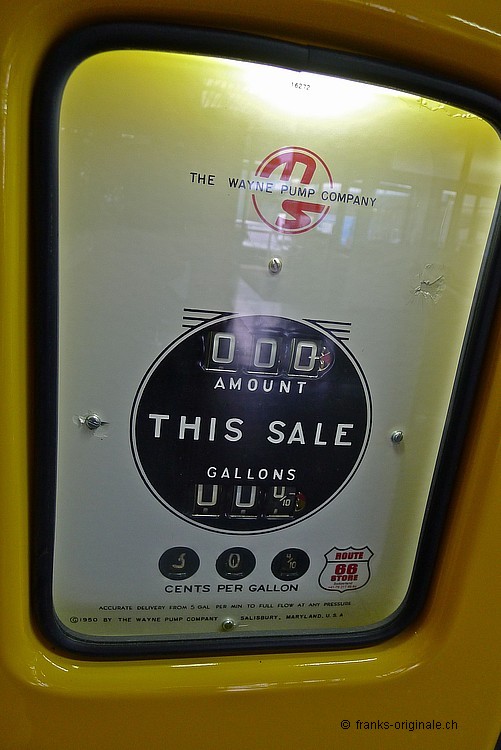 16272
THE WAYNE PUMP COMPANY
000
AMOUNT
THIS SALE
GALLONS
CENTS PER GALLON
ROUTE
66
STORE
ACCURATE DELIVERY FROM 5 GAL PER MIN TO FULL FLOW AT ANY PRESSURE
©1950 BY THE WAYNE PUMP COMPANY SALISBURY, MARYLAND, U.S.A
© franks-originale.ch